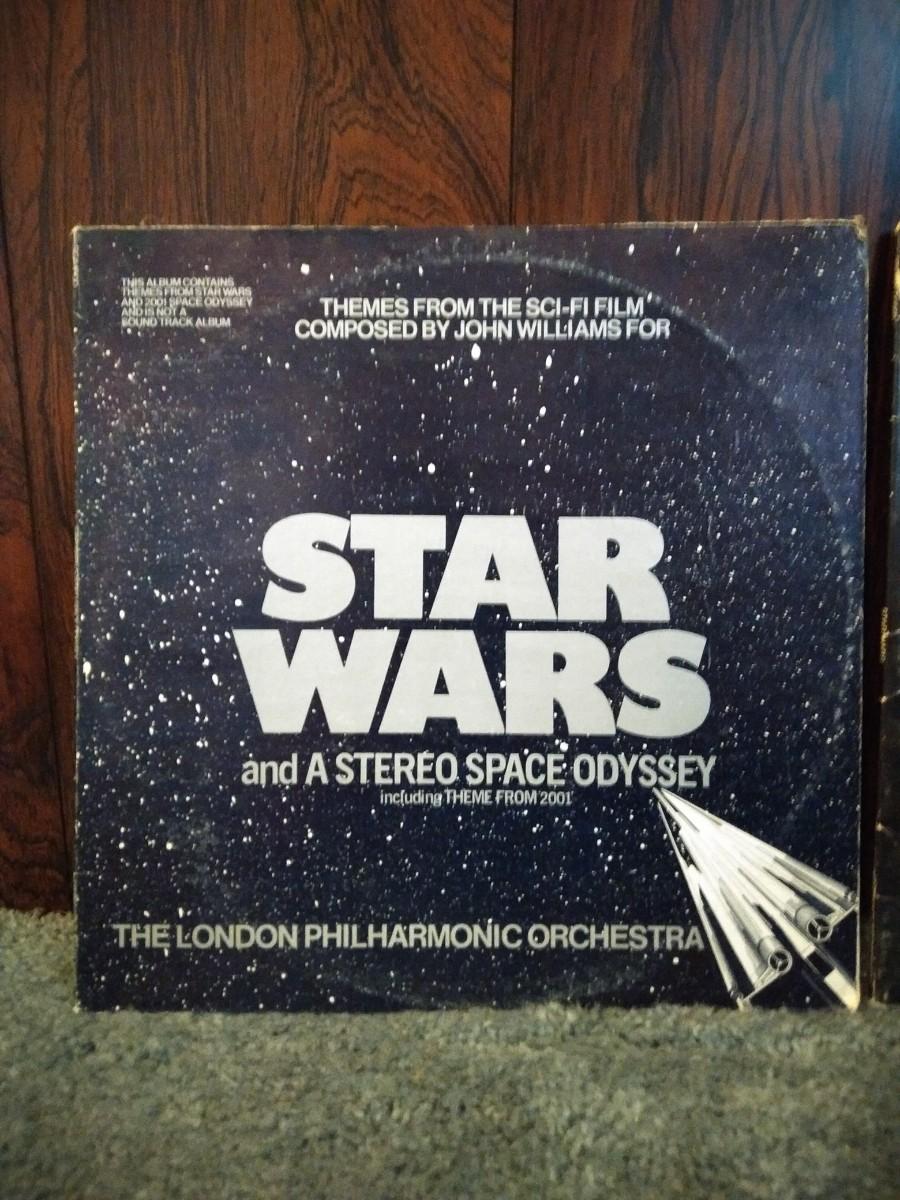 THIS ALBUM CONTAINS
THEMES FROM STAR WARS
AND 2001 SPACE ODYSSEY
AND IS NOT A
SOUND TRACK ALBUM
THEMES FROM THE SCI-FI FILM
COMPOSED BY JOHN WILLIAMS FOR
STAR
WARS
and A STEREO SPACE ODYSSEY
including THEME FROM 2001
THE LONDON PHILHARMONIC ORCHESTRA